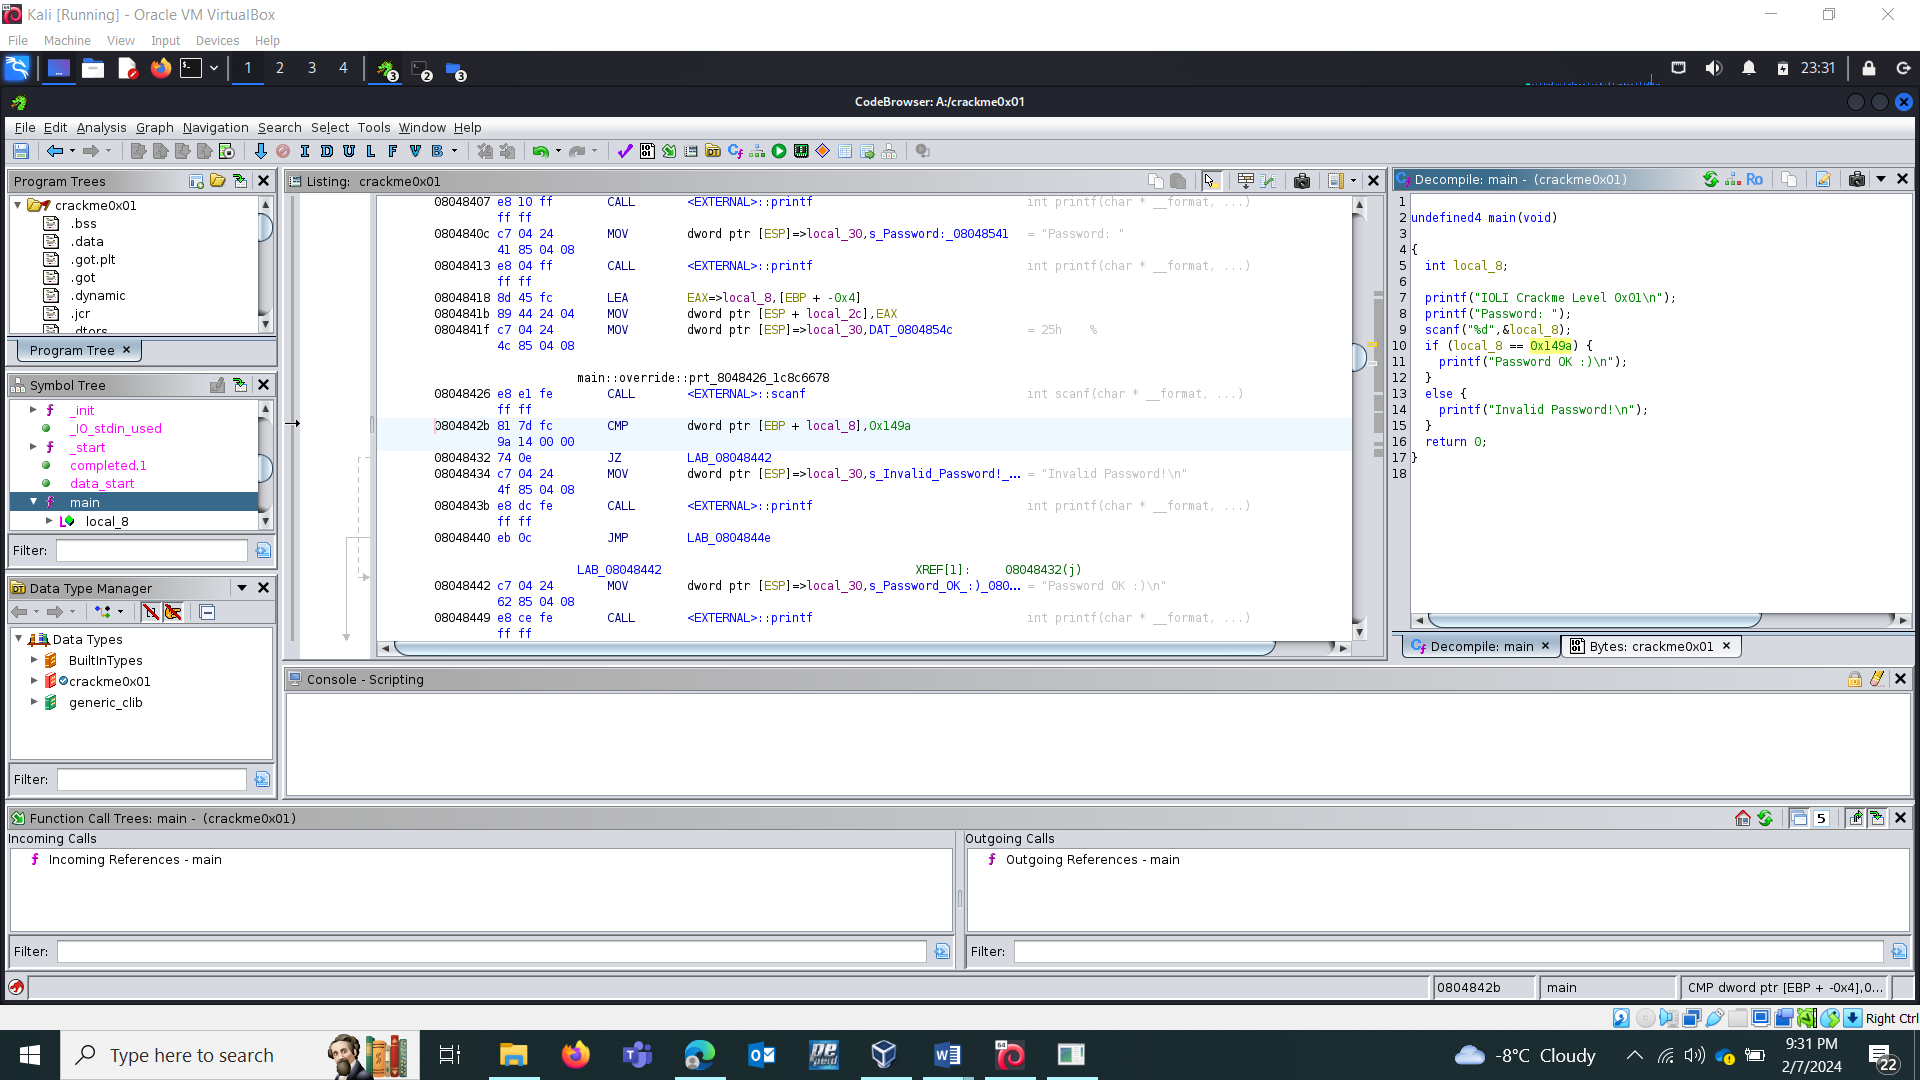 Kali [Running] - Oracle VM VirtualBox
File Machine View Input Devices Help
1 2 3 4 3 2 3 23:31
CodeBrowser: A:/crackme0x01
File Edit Analysis Graph Navigation Search Select Tools Window Help
I D U L F V B
Program Trees
crackme0x01
.bss
.data
.got.plt
.got
.dynamic
.jcr
.dtors
Program Tree ×
Symbol Tree
_init
_IO_stdin_used
_start
completed.1
data_start
main
local_8
Filter:
Data Type Manager
Data Types
BuiltInTypes
crackme0x01
generic_clib
Filter:
Listing: crackme0x01
08048407 e8 10 ff CALL <EXTERNAL>::printf int printf(char * __format, ...)
ff ff
0804840c c7 04 24 MOV dword ptr [ESP]=>local_30,s_Password:_08048541 = "Password: "
41 85 04 08
08048413 e8 04 ff CALL <EXTERNAL>::printf int printf(char * __format, ...)
ff ff
08048418 8d 45 fc LEA EAX=>local_8,[EBP + -0x4]
0804841b 89 44 24 04 MOV dword ptr [ESP + local_2c],EAX
0804841f c7 04 24 MOV dword ptr [ESP]=>local_30,DAT_0804854c = 25h %
4c 85 04 08
main::override::prt_8048426_1c8c6678
08048426 e8 e1 fe CALL <EXTERNAL>::scanf int scanf(char * __format, ...)
ff ff
0804842b 81 7d fc CMP dword ptr [EBP + local_8],0x149a
9a 14 00 00
08048432 74 0e JZ LAB_08048442
08048434 c7 04 24 MOV dword ptr [ESP]=>local_30,s_Invalid_Password!_... = "Invalid Password!\n"
4f 85 04 08
0804843b e8 dc fe CALL <EXTERNAL>::printf int printf(char * __format, ...)
ff ff
08048440 eb 0c JMP LAB_0804844e
LAB_08048442 XREF[1]: 08048432(j)
08048442 c7 04 24 MOV dword ptr [ESP]=>local_30,s_Password_OK_:)_080... = "Password OK :)\n"
62 85 04 08
08048449 e8 ce fe CALL <EXTERNAL>::printf int printf(char * __format, ...)
ff ff
Decompile: main - (crackme0x01)
Ro
1
2 undefined4 main(void)
3
4 {
5 int local_8;
6
7 printf("IOLI Crackme Level 0x01\n");
8 printf("Password: ");
9 scanf("%d",&local_8);
10 if (local_8 == 0x149a) {
11 printf("Password OK :)\n");
12 }
13 else {
14 printf("Invalid Password!\n");
15 }
16 return 0;
17 }
18
Decompile: main × Bytes: crackme0x01 ×
Console - Scripting
Function Call Trees: main - (crackme0x01)
5
Incoming Calls
Incoming References - main
Filter:
Outgoing Calls
Outgoing References - main
Filter:
0804842b main CMP dword ptr [EBP + -0x4],0...
Right Ctrl
Type here to search
-8°C Cloudy
9:31 PM
2/7/2024
22